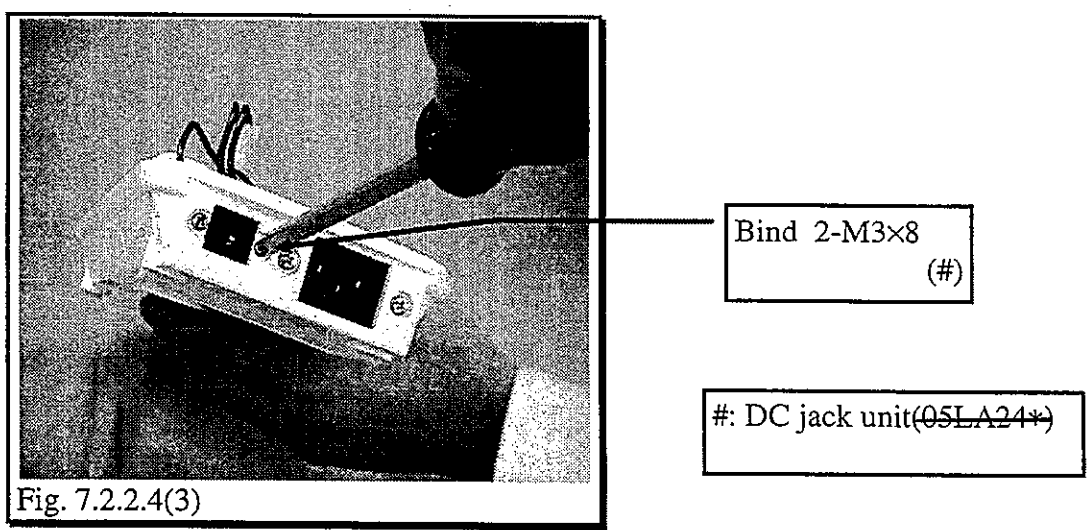 Bind 2-M3×8
(#)
#: DC jack unit(05LA24*)
Fig. 7.2.2.4(3)